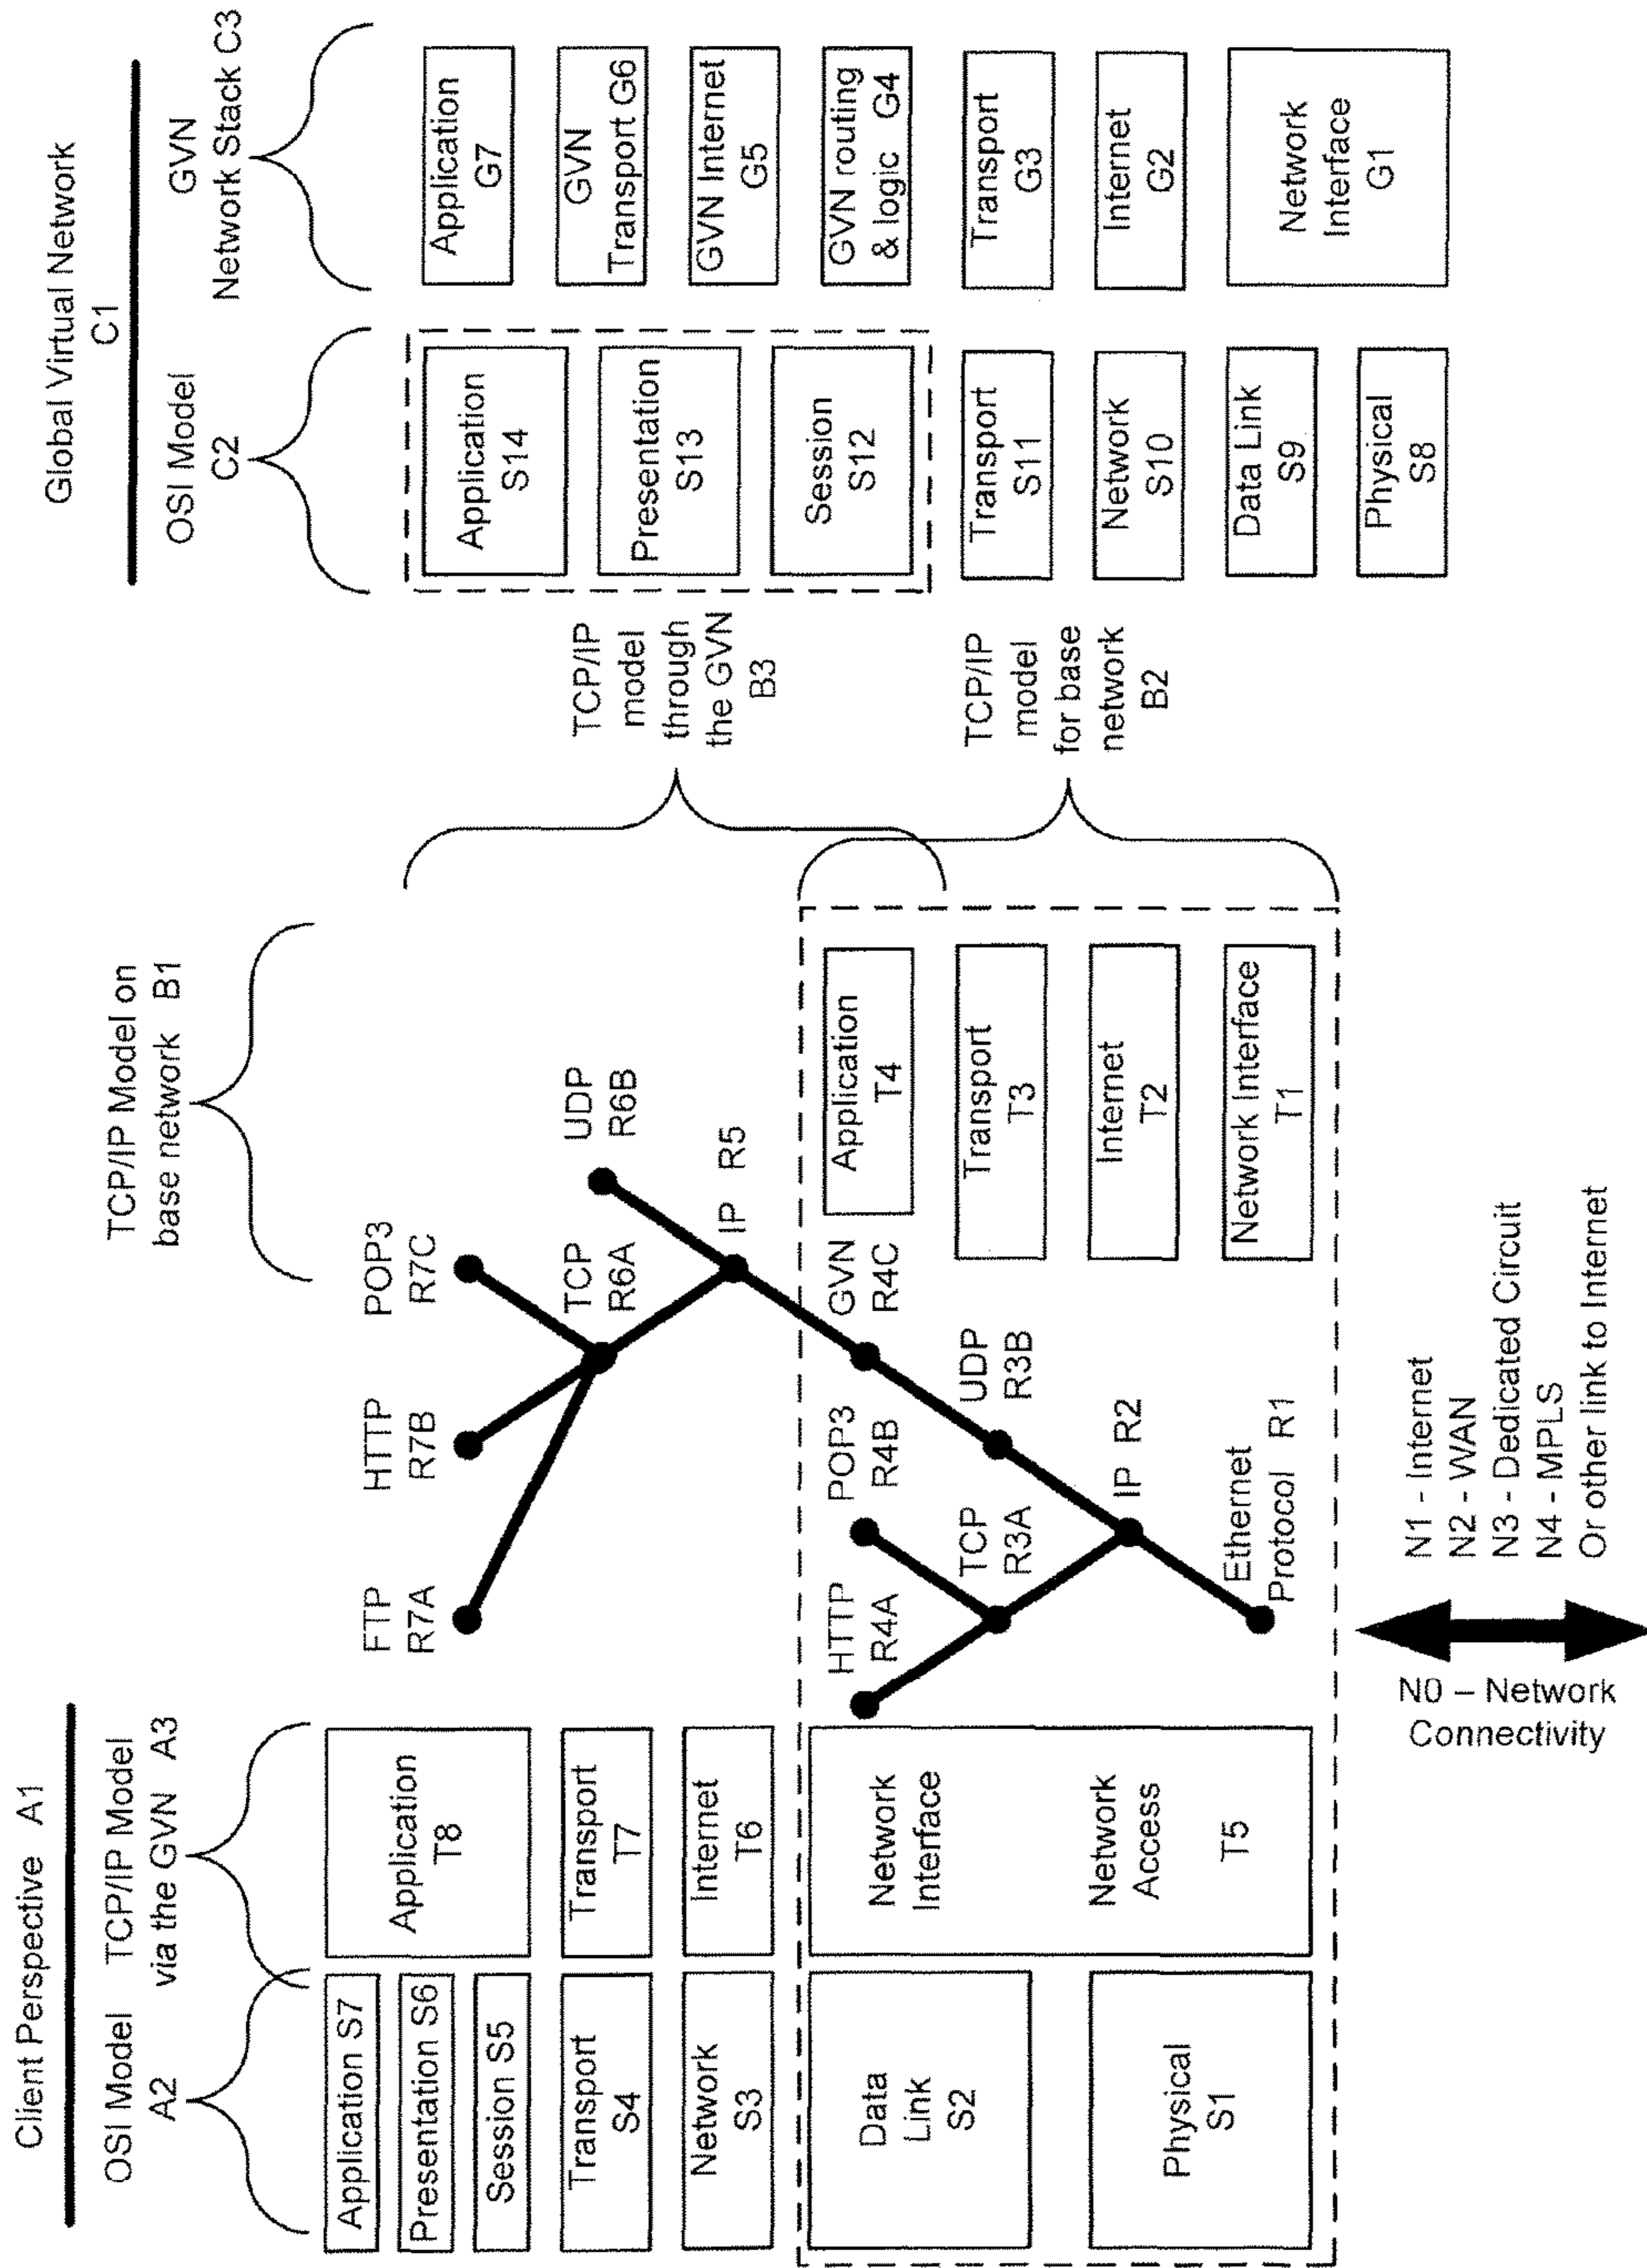 Client Perspective A1
OSI Model
A2
TCP/IP Model
via the GVN A3
Application S7
Presentation S6
Session S5
Transport
S4
Network
S3
Data
Link
S2
Physical
S1
Application
T8
Transport
T7
Internet
T6
Network
Interface
Network
Access
T5
TCP/IP Model on
base network B1
FTP
R7A
HTTP
R7B
POP3
R7C
TCP
R6A
UDP
R6B
IP R5
HTTP
R4A
POP3
R4B
GVN
R4C
TCP
R3A
UDP
R3B
IP R2
Ethernet
Protocol R1
Application
T4
Transport
T3
Internet
T2
Network Interface
T1
N0 – Network
Connectivity
N1 - Internet
N2 - WAN
N3 - Dedicated Circuit
N4 - MPLS
Or other link to Internet
TCP/IP
model
through
the GVN
B3
TCP/IP
model
for base
network
B2
Global Virtual Network
C1
OSI Model
C2
GVN
Network Stack C3
Application
S14
Presentation
S13
Session
S12
Transport
S11
Network
S10
Data Link
S9
Physical
S8
Application
G7
GVN
Transport G6
GVN Internet
G5
GVN routing
& logic G4
Transport
G3
Internet
G2
Network
Interface
G1